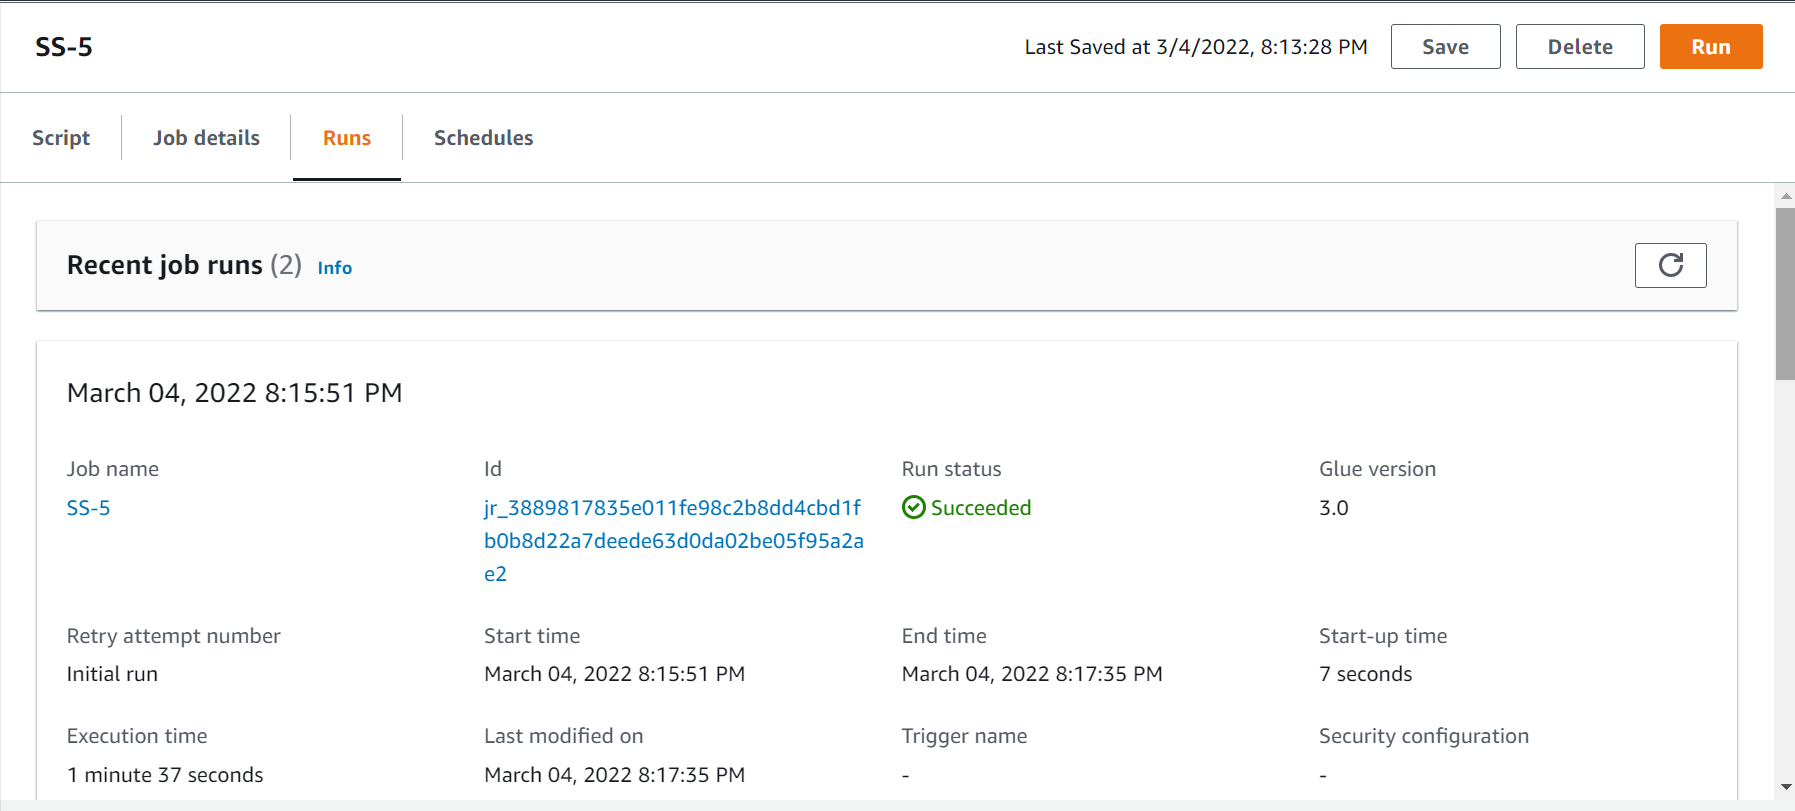 SS-5
Last Saved at 3/4/2022, 8:13:28 PM
Save
Delete
Run
Script
Job details
Runs
Schedules
Recent job runs (2) Info
March 04, 2022 8:15:51 PM
Job name
SS-5
Id
jr_3889817835e011fe98c2b8dd4cbd1f
b0b8d22a7deede63d0da02be05f95a2a
e2
Run status
Succeeded
Glue version
3.0
Retry attempt number
Initial run
Start time
March 04, 2022 8:15:51 PM
End time
March 04, 2022 8:17:35 PM
Start-up time
7 seconds
Execution time
1 minute 37 seconds
Last modified on
March 04, 2022 8:17:35 PM
Trigger name
-
Security configuration
-